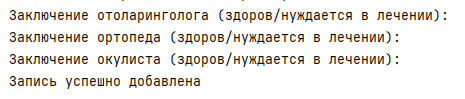 Заключение отоларинголога (здоров/нуждается в лечении):
Заключение ортопеда (здоров/нуждается в лечении):
Заключение окулиста (здоров/нуждается в лечении):
Запись успешно добавлена